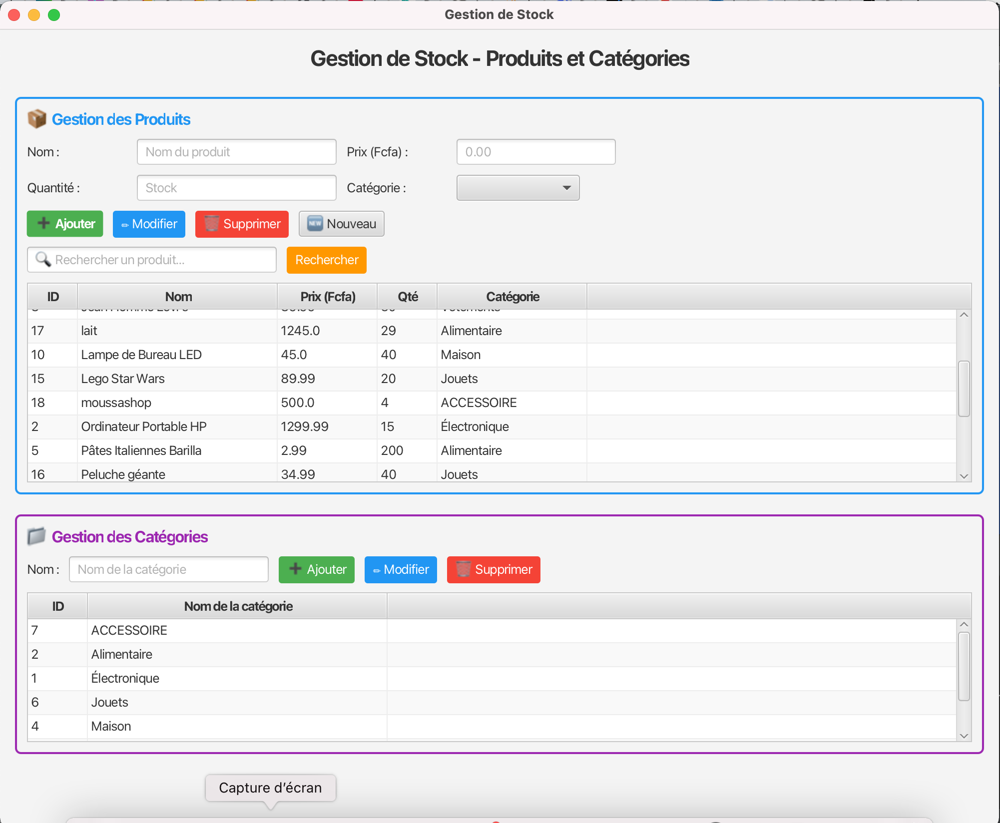 Gestion de Stock
Gestion de Stock - Produits et Catégories
📦 Gestion des Produits
Nom : Nom du produit Prix (Fcfa) : 0.00
Quantité : Stock Catégorie :
➕ Ajouter ✏ Modifier 🗑️ Supprimer 🆕 Nouveau
🔍 Rechercher un produit... Rechercher
ID Nom Prix (Fcfa) Qté Catégorie
17 lait 1245.0 29 Alimentaire
10 Lampe de Bureau LED 45.0 40 Maison
15 Lego Star Wars 89.99 20 Jouets
18 moussashop 500.0 4 ACCESSOIRE
2 Ordinateur Portable HP 1299.99 15 Électronique
5 Pâtes Italiennes Barilla 2.99 200 Alimentaire
16 Peluche géante 34.99 40 Jouets
📁 Gestion des Catégories
Nom : Nom de la catégorie ➕ Ajouter ✏ Modifier 🗑️ Supprimer
ID Nom de la catégorie
7 ACCESSOIRE
2 Alimentaire
1 Électronique
6 Jouets
4 Maison
Capture d’écran